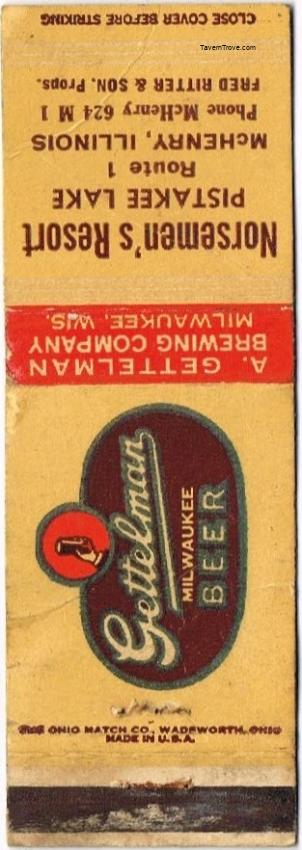 CLOSE COVER BEFORE STRIKING
TavernTrove.com
Norsemen's Resort
PISTAKEE LAKE
Route 1
McHENRY, ILLINOIS
Phone McHenry 624 M 1
FRED RITTER & SON, Props.
A. GETTELMAN
BREWING COMPANY
MILWAUKEE, WIS.
Gettelman
MILWAUKEE
BEER
OHIO MATCH CO., WADSWORTH, OHIO
MADE IN U.S.A.